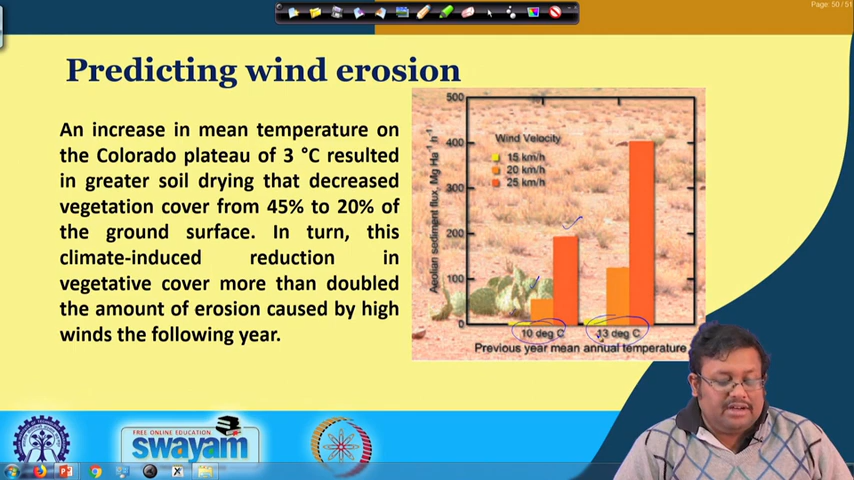 Page: 50 / 51
Predicting wind erosion
An increase in mean temperature on
the Colorado plateau of 3 °C resulted
in greater soil drying that decreased
vegetation cover from 45% to 20% of
the ground surface. In turn, this
climate-induced reduction in
vegetative cover more than doubled
the amount of erosion caused by high
winds the following year.
Aeolian sediment flux, Mg Ha⁻¹ h⁻¹
500
400
300
200
100
0
Wind Velocity
15 km/h
20 km/h
25 km/h
10 deg C
13 deg C
Previous year mean annual temperature
FREE ONLINE EDUCATION
swayam